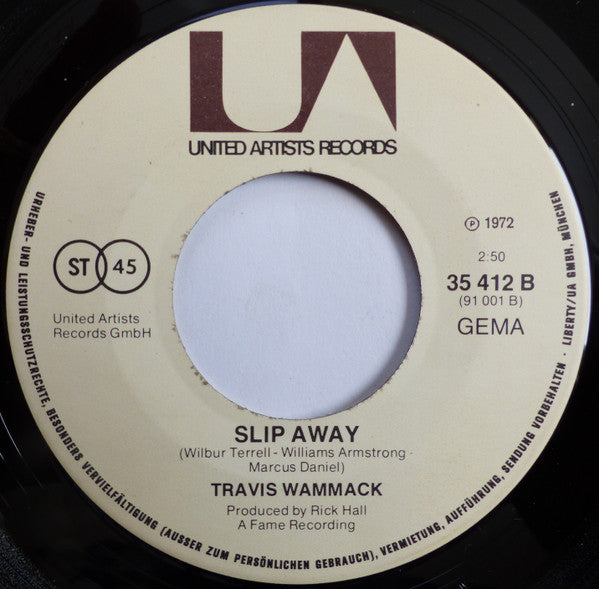 UA
UNITED ARTISTS RECORDS
℗ 1972
ST 45
2:50
35 412 B
(91 001 B)
GEMA
United Artists
Records GmbH
SLIP AWAY
(Wilbur Terrell - Williams Armstrong -
Marcus Daniel)
TRAVIS WAMMACK
Produced by Rick Hall
A Fame Recording
URHEBER- UND LEISTUNGSSCHUTZRECHTE, BESONDERS VERVIELFÄLTIGUNG (AUSSER ZUM PERSÖNLICHEN GEBRAUCH), VERMIETUNG, AUFFÜHRUNG, SENDUNG VORBEHALTEN · LIBERTY/UA GMBH, MÜNCHEN